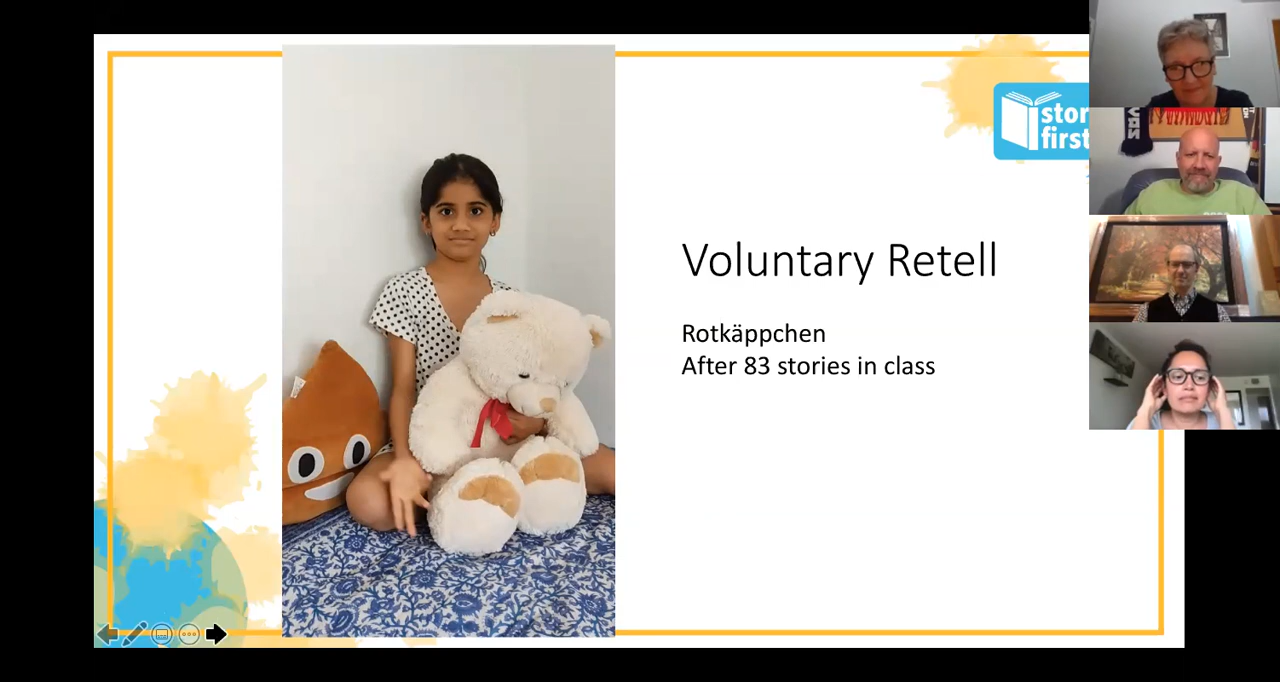 stor
first
Voluntary Retell
Rotkäppchen
After 83 stories in class